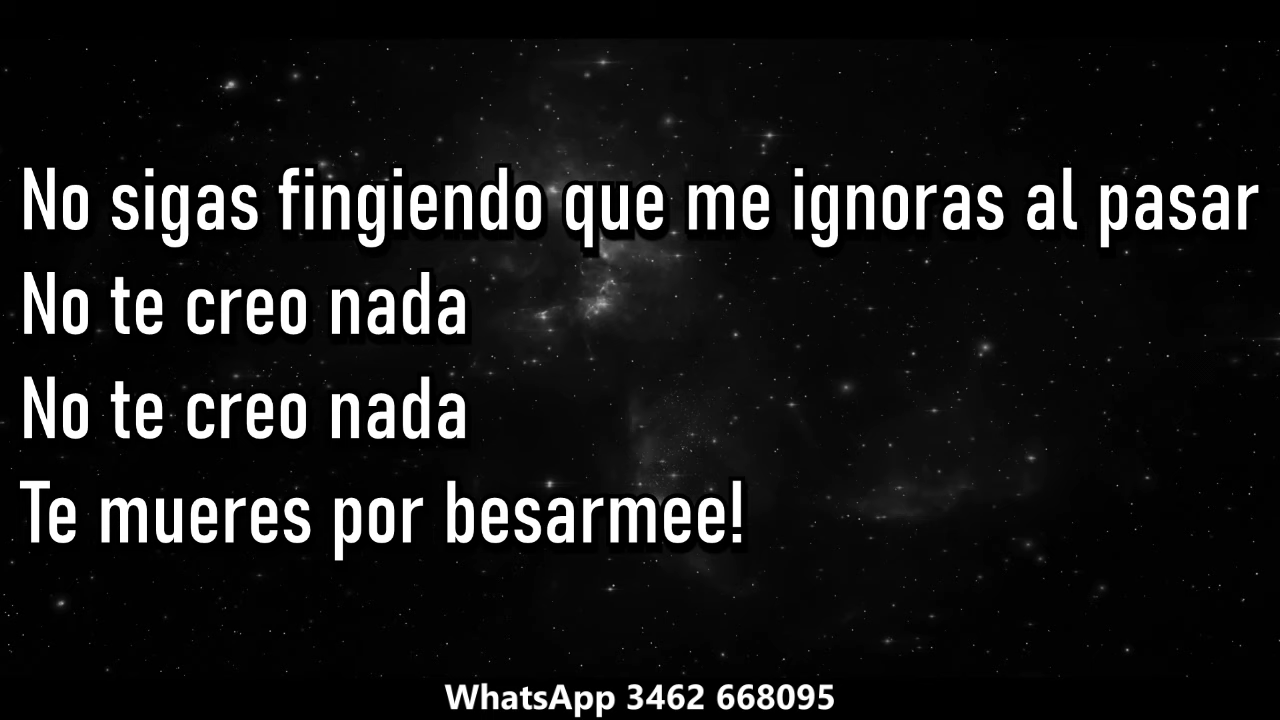 No sigas fingiendo que me ignoras al pasar
No te creo nada
No te creo nada
Te mueres por besarmee!
WhatsApp 3462 668095